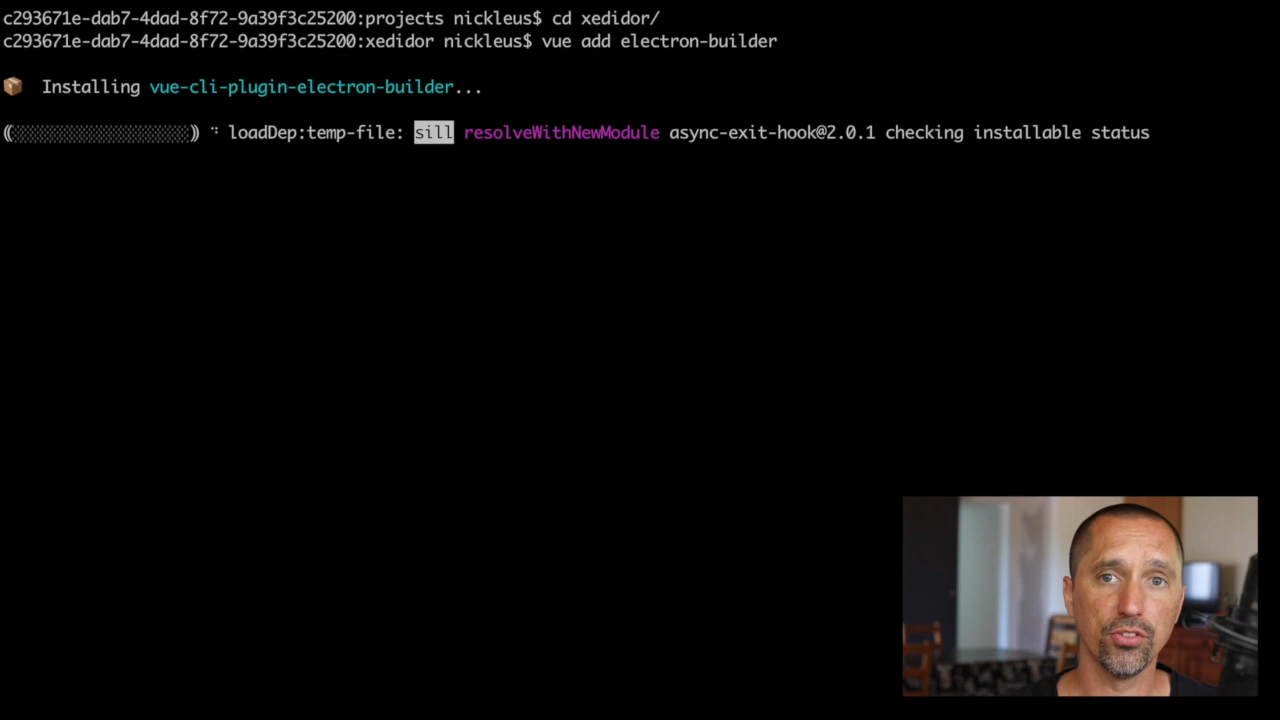 c293671e-dab7-4dad-8f72-9a39f3c25200:projects nickleus$ cd xedidor/
c293671e-dab7-4dad-8f72-9a39f3c25200:xedidor nickleus$ vue add electron-builder
📦  Installing vue-cli-plugin-electron-builder...
(░░░░░░░░░░░░░░░░░░) ⠙ loadDep:temp-file: sill resolveWithNewModule async-exit-hook@2.0.1 checking installable status